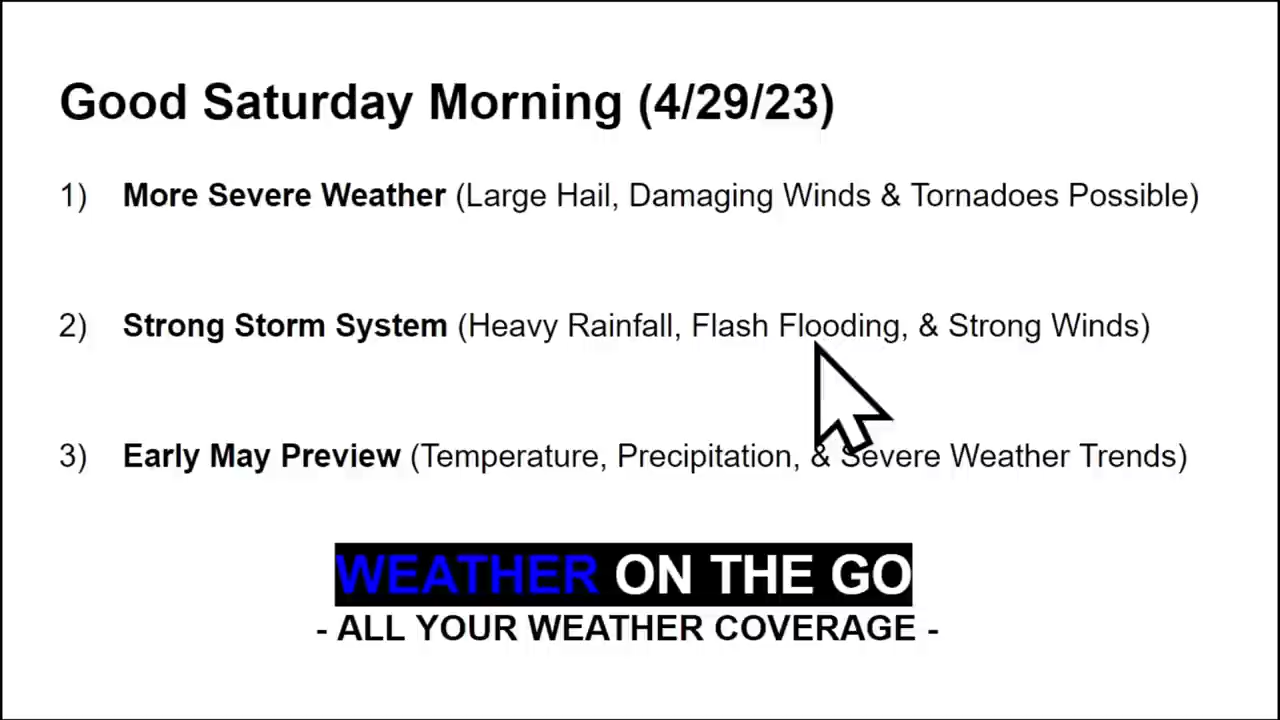 Good Saturday Morning (4/29/23)
1) More Severe Weather (Large Hail, Damaging Winds & Tornadoes Possible)
2) Strong Storm System (Heavy Rainfall, Flash Flooding, & Strong Winds)
3) Early May Preview (Temperature, Precipitation, & Severe Weather Trends)
WEATHER ON THE GO
- ALL YOUR WEATHER COVERAGE -